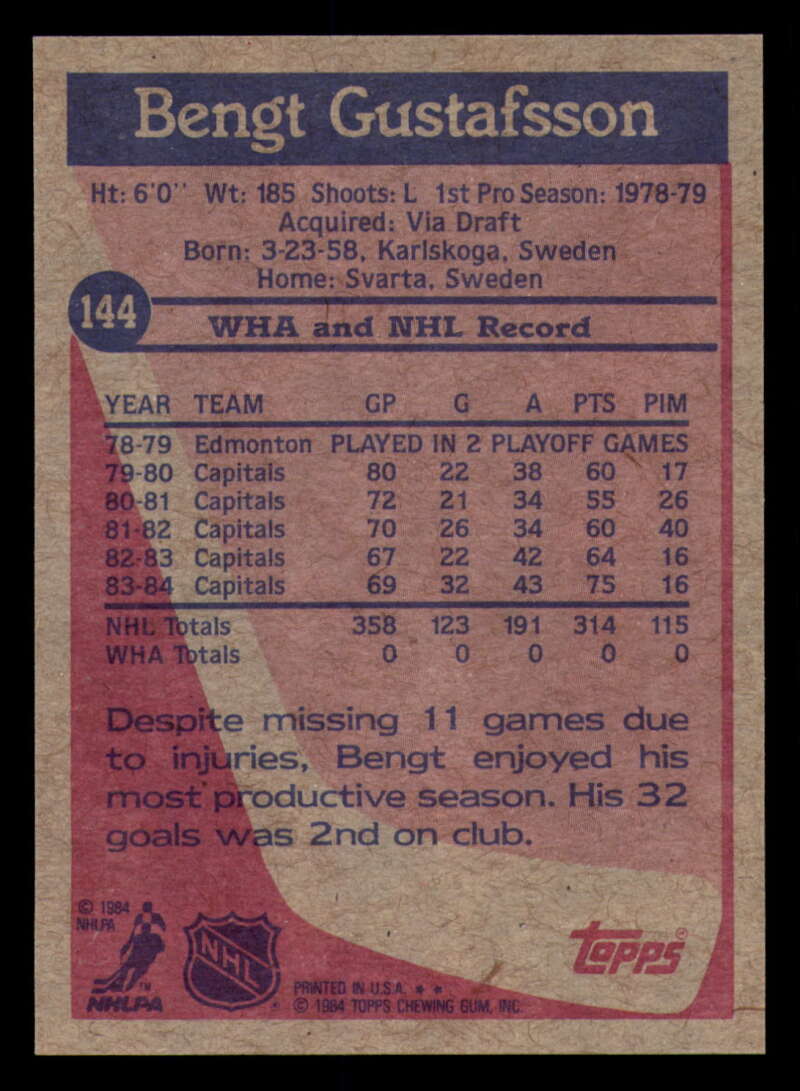 Bengt Gustafsson
Ht: 6'0'' Wt: 185 Shoots: L 1st Pro Season: 1978-79
Acquired: Via Draft
Born: 3-23-58, Karlskoga, Sweden
Home: Svarta, Sweden
144
WHA and NHL Record
YEAR TEAM GP G A PTS PIM
78-79 Edmonton PLAYED IN 2 PLAYOFF GAMES
79-80 Capitals 80 22 38 60 17
80-81 Capitals 72 21 34 55 26
81-82 Capitals 70 26 34 60 40
82-83 Capitals 67 22 42 64 16
83-84 Capitals 69 32 43 75 16
NHL Totals 358 123 191 314 115
WHA Totals 0 0 0 0 0
Despite missing 11 games due
to injuries, Bengt enjoyed his
most productive season. His 32
goals was 2nd on club.
© 1984
NHLPA
TM
NHLPA
NHL
topps
PRINTED IN U.S.A. * *
© 1984 TOPPS CHEWING GUM, INC.